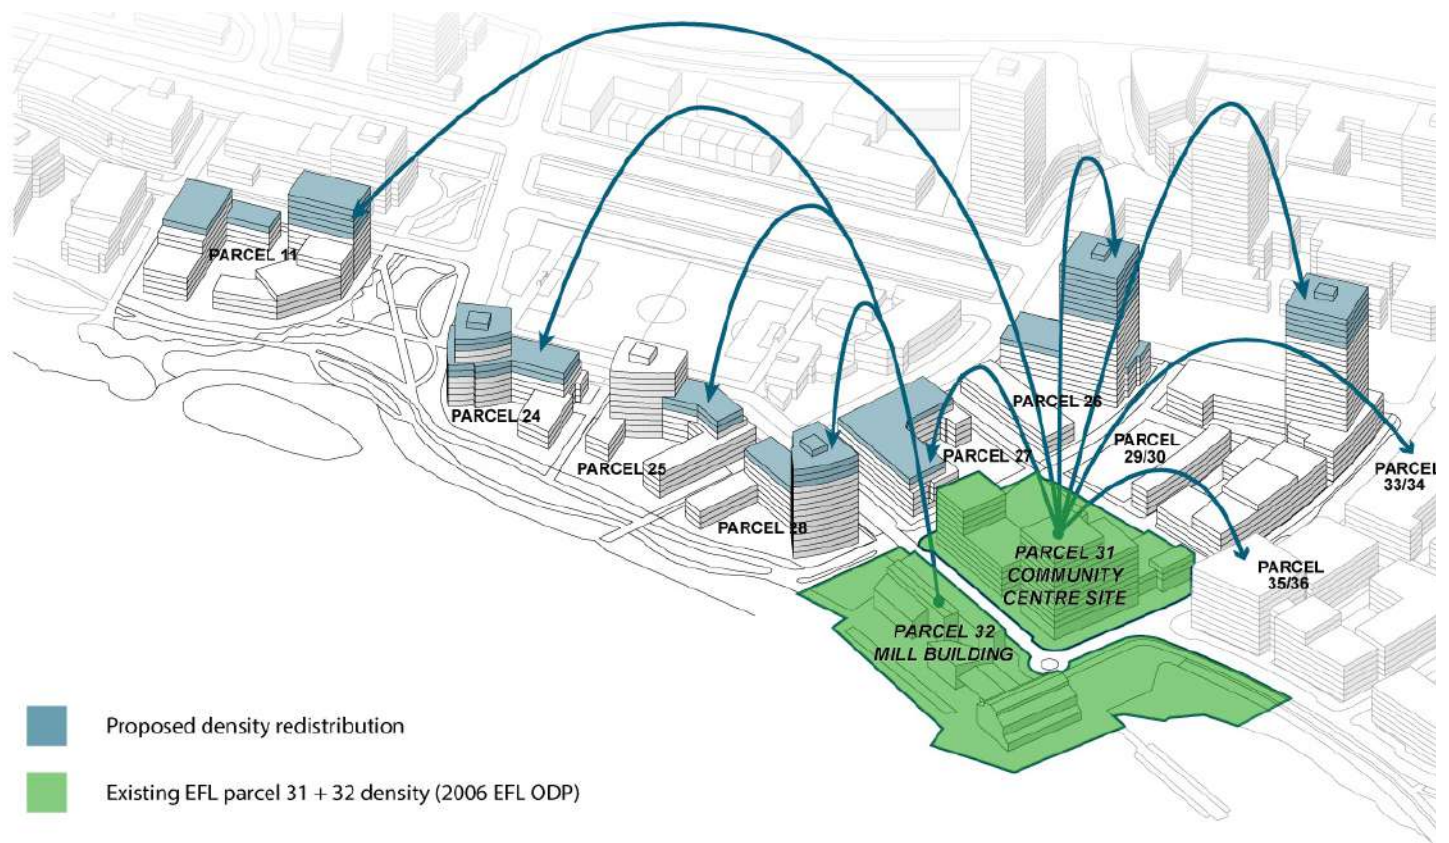 PARCEL 11
PARCEL 24
PARCEL 25
PARCEL 28
PARCEL 26
PARCEL 27
PARCEL
29/30
PARCEL
33/34
PARCEL
35/36
PARCEL 31
COMMUNITY
CENTRE SITE
PARCEL 32
MILL BUILDING
Proposed density redistribution
Existing EFL parcel 31 + 32 density (2006 EFL ODP)